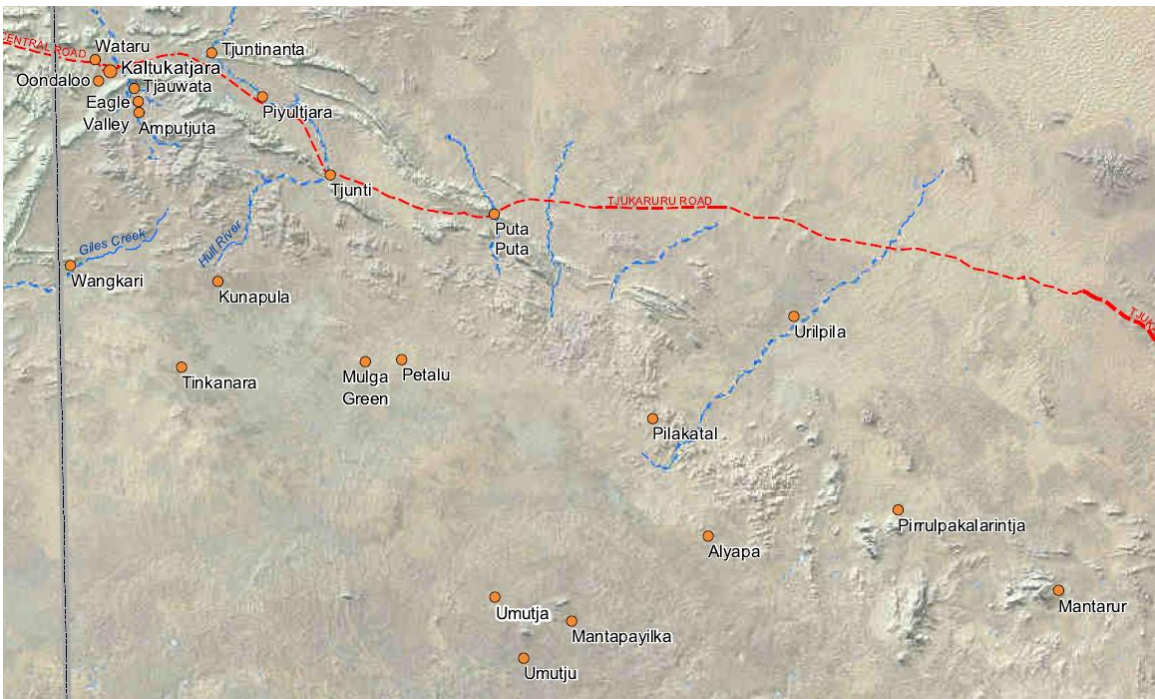 CENTRAL ROAD
Wataru
Tjuntinanta
Kaltukatjara
Oondaloo
Tjauwata
Eagle
Valley
Piyultjara
Amputjuta
Tjunti
TJUKARURU ROAD
Puta
Puta
Giles Creek
Hull River
Wangkari
Kunapula
Urilpila
TJUK
Tinkanara
Mulga
Green
Petalu
Pilakatal
Pirrulpakalarintja
Alyapa
Mantarur
Umutja
Mantapayilka
Umutju